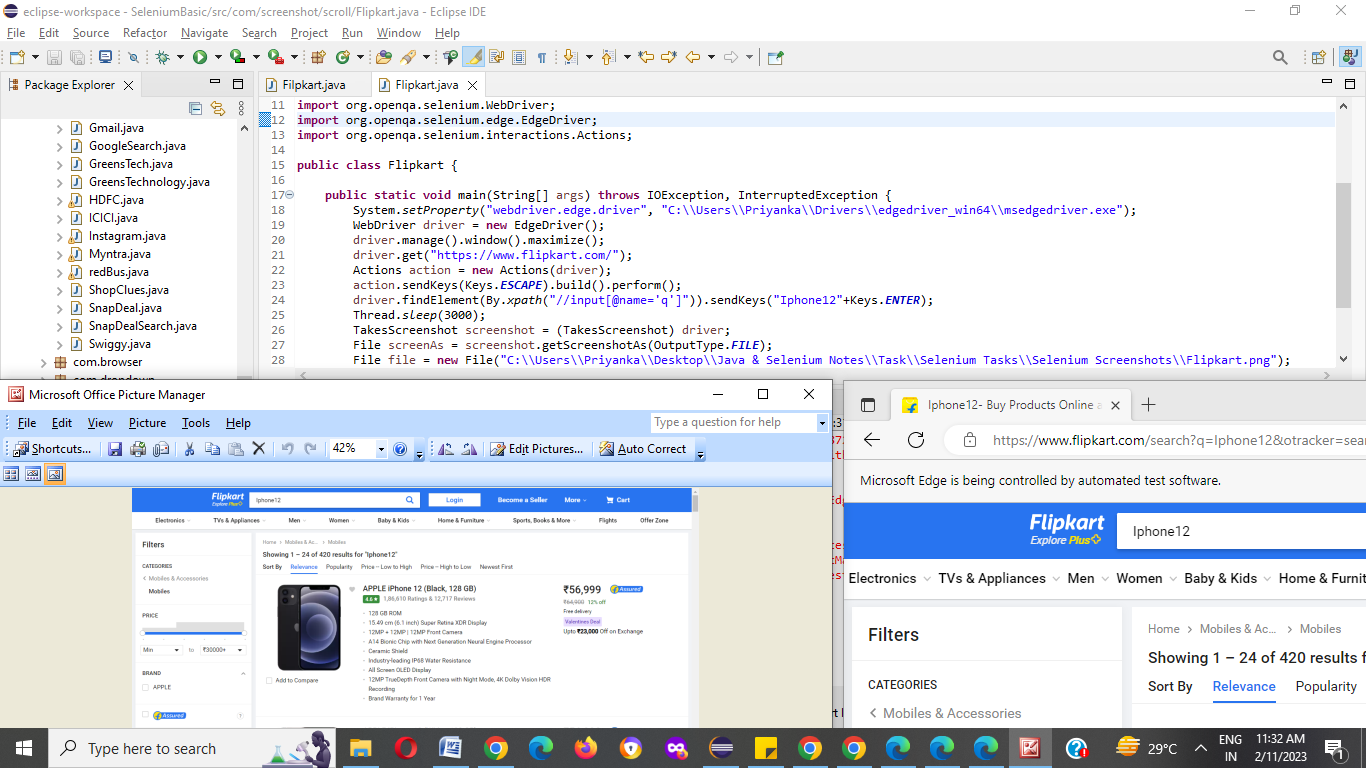 eclipse-workspace - SeleniumBasic/src/com/screenshot/scroll/Flipkart.java - Eclipse IDE
File Edit Source Refactor Navigate Search Project Run Window Help
Package Explorer
Gmail.java
GoogleSearch.java
GreensTech.java
GreensTechnology.java
HDFC.java
ICICI.java
Instagram.java
Myntra.java
redBus.java
ShopClues.java
SnapDeal.java
SnapDealSearch.java
Swiggy.java
com.browser
Filpkart.java Flipkart.java
11 import org.openqa.selenium.WebDriver;
12 import org.openqa.selenium.edge.EdgeDriver;
13 import org.openqa.selenium.interactions.Actions;
14
15 public class Flipkart {
16
17 public static void main(String[] args) throws IOException, InterruptedException {
18 System.setProperty("webdriver.edge.driver", "C:\\Users\\Priyanka\\Drivers\\edgedriver_win64\\msedgedriver.exe");
19 WebDriver driver = new EdgeDriver();
20 driver.manage().window().maximize();
21 driver.get("https://www.flipkart.com/");
22 Actions action = new Actions(driver);
23 action.sendKeys(Keys.ESCAPE).build().perform();
24 driver.findElement(By.xpath("//input[@name='q']")).sendKeys("Iphone12"+Keys.ENTER);
25 Thread.sleep(3000);
26 TakesScreenshot screenshot = (TakesScreenshot) driver;
27 File screenAs = screenshot.getScreenshotAs(OutputType.FILE);
28 File file = new File("C:\\Users\\Priyanka\\Desktop\\Java & Selenium Notes\\Task\\Selenium Tasks\\Selenium Screenshots\\Flipkart.png");
Microsoft Office Picture Manager
File Edit View Picture Tools Help
Type a question for help
Shortcuts... 42% Edit Pictures... Auto Correct
Flipkart
Explore Plus
Iphone12
Login Become a Seller More Cart
Electronics TVs & Appliances Men Women Baby & Kids Home & Furniture Sports, Books & More Flights Offer Zone
Filters
CATEGORIES
Mobiles & Accessories
Mobiles
PRICE
Min to ₹30000+
BRAND
APPLE
Assured
?
Home Mobiles & Ac... Mobiles
Showing 1 – 24 of 420 results for "Iphone12"
Sort By Relevance Popularity Price -- Low to High Price -- High to Low Newest First
APPLE iPhone 12 (Black, 128 GB)
4.6 ★ 1,86,610 Ratings & 12,717 Reviews
128 GB ROM
15.49 cm (6.1 inch) Super Retina XDR Display
12MP + 12MP | 12MP Front Camera
A14 Bionic Chip with Next Generation Neural Engine Processor
Ceramic Shield
Industry-leading IP68 Water Resistance
All Screen OLED Display
12MP TrueDepth Front Camera with Night Mode, 4K Dolby Vision HDR
Recording
Brand Warranty for 1 Year
Add to Compare
₹56,999 Assured
₹64,900 12% off
Free delivery
Valentines Deal
Upto ₹23,000 Off on Exchange
Iphone12- Buy Products Online
https://www.flipkart.com/search?q=Iphone12&otracker=sea
Microsoft Edge is being controlled by automated test software.
Flipkart
Explore Plus
Iphone12
Electronics TVs & Appliances Men Women Baby & Kids Home &
Filters
CATEGORIES
Mobiles & Accessories
Home Mobiles & Ac... Mobiles
Showing 1 – 24 of 420 results
Sort By Relevance Popularity
Type here to search
29°C
ENG
IN
11:32 AM
2/11/2023
1